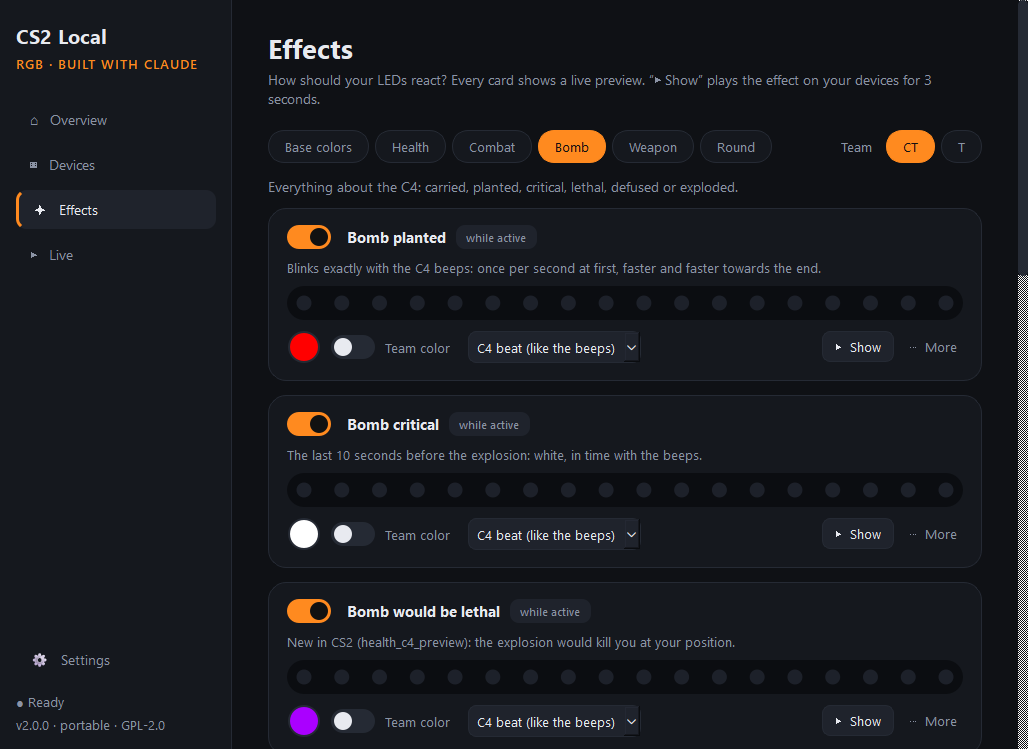 CS2 Local
RGB · BUILT WITH CLAUDE
Overview
Devices
Effects
Live
Settings
Ready
v2.0.0 · portable · GPL-2.0
Effects
How should your LEDs react? Every card shows a live preview. “▸ Show” plays the effect on your devices for 3
seconds.
Base colors Health Combat Bomb Weapon Round Team CT T
Everything about the C4: carried, planted, critical, lethal, defused or exploded.
Bomb planted while active
Blinks exactly with the C4 beeps: once per second at first, faster and faster towards the end.
Team color C4 beat (like the beeps) ▸ Show ··· More
Bomb critical while active
The last 10 seconds before the explosion: white, in time with the beeps.
Team color C4 beat (like the beeps) ▸ Show ··· More
Bomb would be lethal while active
New in CS2 (health_c4_preview): the explosion would kill you at your position.
Team color C4 beat (like the beeps) ▸ Show ··· More